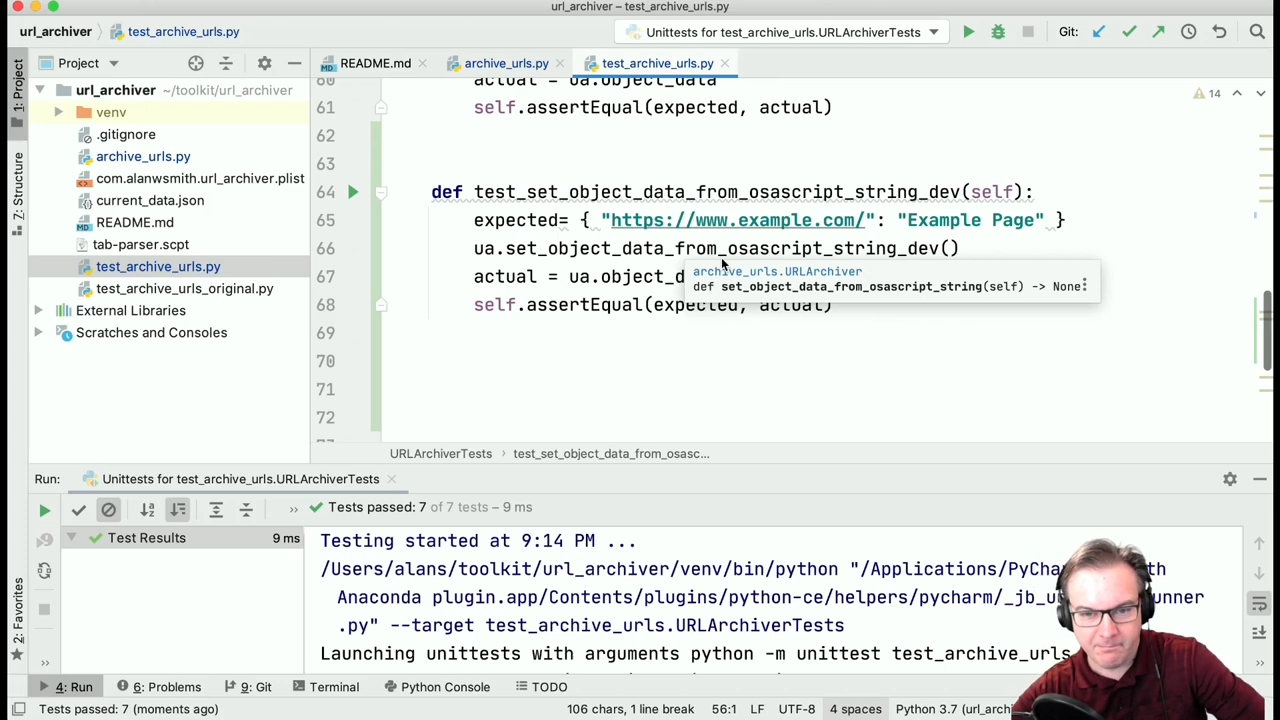 url_archiver – test_archive_urls.py
url_archiver
test_archive_urls.py
Unittests for test_archive_urls.URLArchiverTests
Git:
1: Project
7: Structure
2: Favorites
Project
README.md
archive_urls.py
test_archive_urls.py
url_archiver ~/toolkit/url_archiver
venv
.gitignore
archive_urls.py
com.alanwsmith.url_archiver.plist
current_data.json
README.md
tab-parser.scpt
test_archive_urls.py
test_archive_urls_original.py
External Libraries
Scratches and Consoles
14
60 actual = ua.object_data
61 self.assertEqual(expected, actual)
62
63
64 def test_set_object_data_from_osascript_string_dev(self):
65 expected= { "https://www.example.com/": "Example Page" }
66 ua.set_object_data_from_osascript_string_dev()
67 actual = ua.object_d
68 self.assertEqual(expected, actual)
69
70
71
72
archive_urls.URLArchiver
def set_object_data_from_osascript_string(self) -> None
URLArchiverTests
test_set_object_data_from_osasc...
Run:
Unittests for test_archive_urls.URLArchiverTests
Tests passed: 7 of 7 tests – 9 ms
Test Results 9 ms
Testing started at 9:14 PM ...
/Users/alans/toolkit/url_archiver/venv/bin/python "/Applications/PyCha th
Anaconda plugin.app/Contents/plugins/python-ce/helpers/pycharm/_jb_u unner
.py" --target test_archive_urls.URLArchiverTests
Launching unittests with arguments python -m unittest test_archive_urls
4: Run
6: Problems
9: Git
Terminal
Python Console
TODO
Tests passed: 7 (moments ago)
106 chars, 1 line break
56:1
LF
UTF-8
4 spaces
Python 3.7 (url_archi